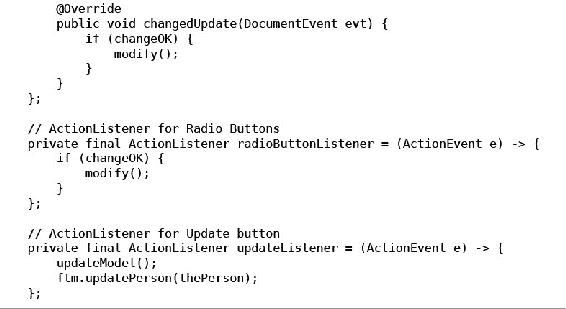 @Override
public void changedUpdate(DocumentEvent evt) {
if (changeOK) {
modify();
}
}
};
// ActionListener for Radio Buttons
private final ActionListener radioButtonListener = (ActionEvent e) -> {
if (changeOK) {
modify();
}
};
// ActionListener for Update button
private final ActionListener updateListener = (ActionEvent e) -> {
updateModel();
ftm.updatePerson(thePerson);
};